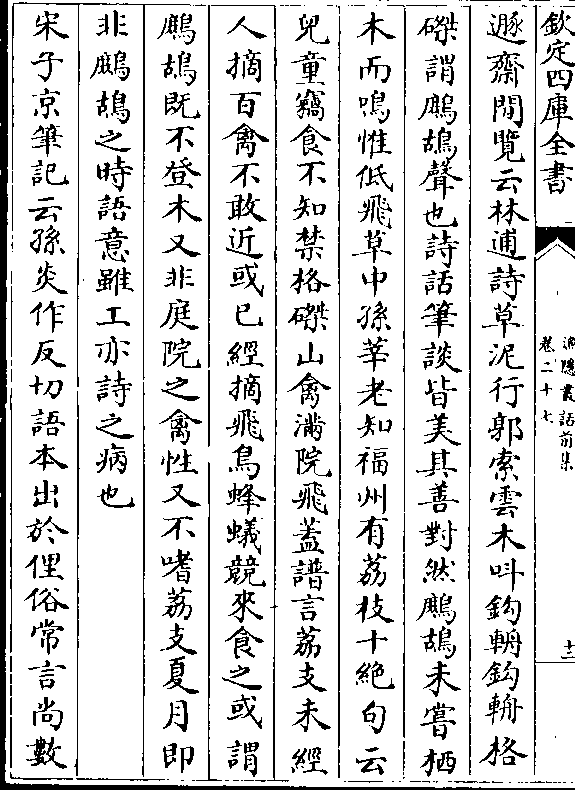 欽定四庫全書
漁隱叢話前集
卷二十七
十二
遯齋閒覽云林逋詩草泥行郭索雲木叫鉤輈鉤輈格
磔謂鷓鴣聲也詩話筆談皆美其善對然鷓鴣未嘗栖
木而鳴惟低飛草中孫莘老知福州有荔枝十絶句云
兒童竊食不知禁格磔山禽滿院飛蓋譜言荔支未經
人摘百禽不敢近或已經摘飛鳥蜂蟻競來食之或謂
鷓鴣既不登木又非庭院之禽性又不嗜荔支夏月即
非鷓鴣之時語意雖工亦詩之病也
宋子京筆記云孫炎作反切語本出於俚俗常言尚數